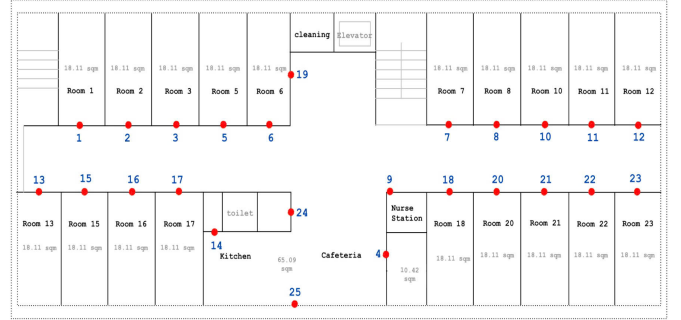 cleaning
Elevator
18.11 sqm
18.11 sqm
18.11 sqm
18.11 sqm
18.11 sqm
19
18.11 sqm
18.11 sqm
18.11 sqm
18.11 sqm
18.11 sqm
Room 1
Room 2
Room 3
Room 5
Room 6
Room 7
Room 8
Room 10
Room 11
Room 12
1
2
3
5
6
7
8
10
11
12
13
15
16
17
9
18
20
21
22
23
24
Nurse
Station
toilet
Room 13
Room 15
Room 16
Room 17
Room 18
Room 20
Room 21
Room 22
Room 23
18.11 sqm
18.11 sqm
18.11 sqm
18.11 sqm
14
Kitchen
65.09
sqm
Cafeteria
4
10.42
sqm
18.11 sqm
18.11 sqm
18.11 sqm
18.11 sqm
18.11 sqm
25